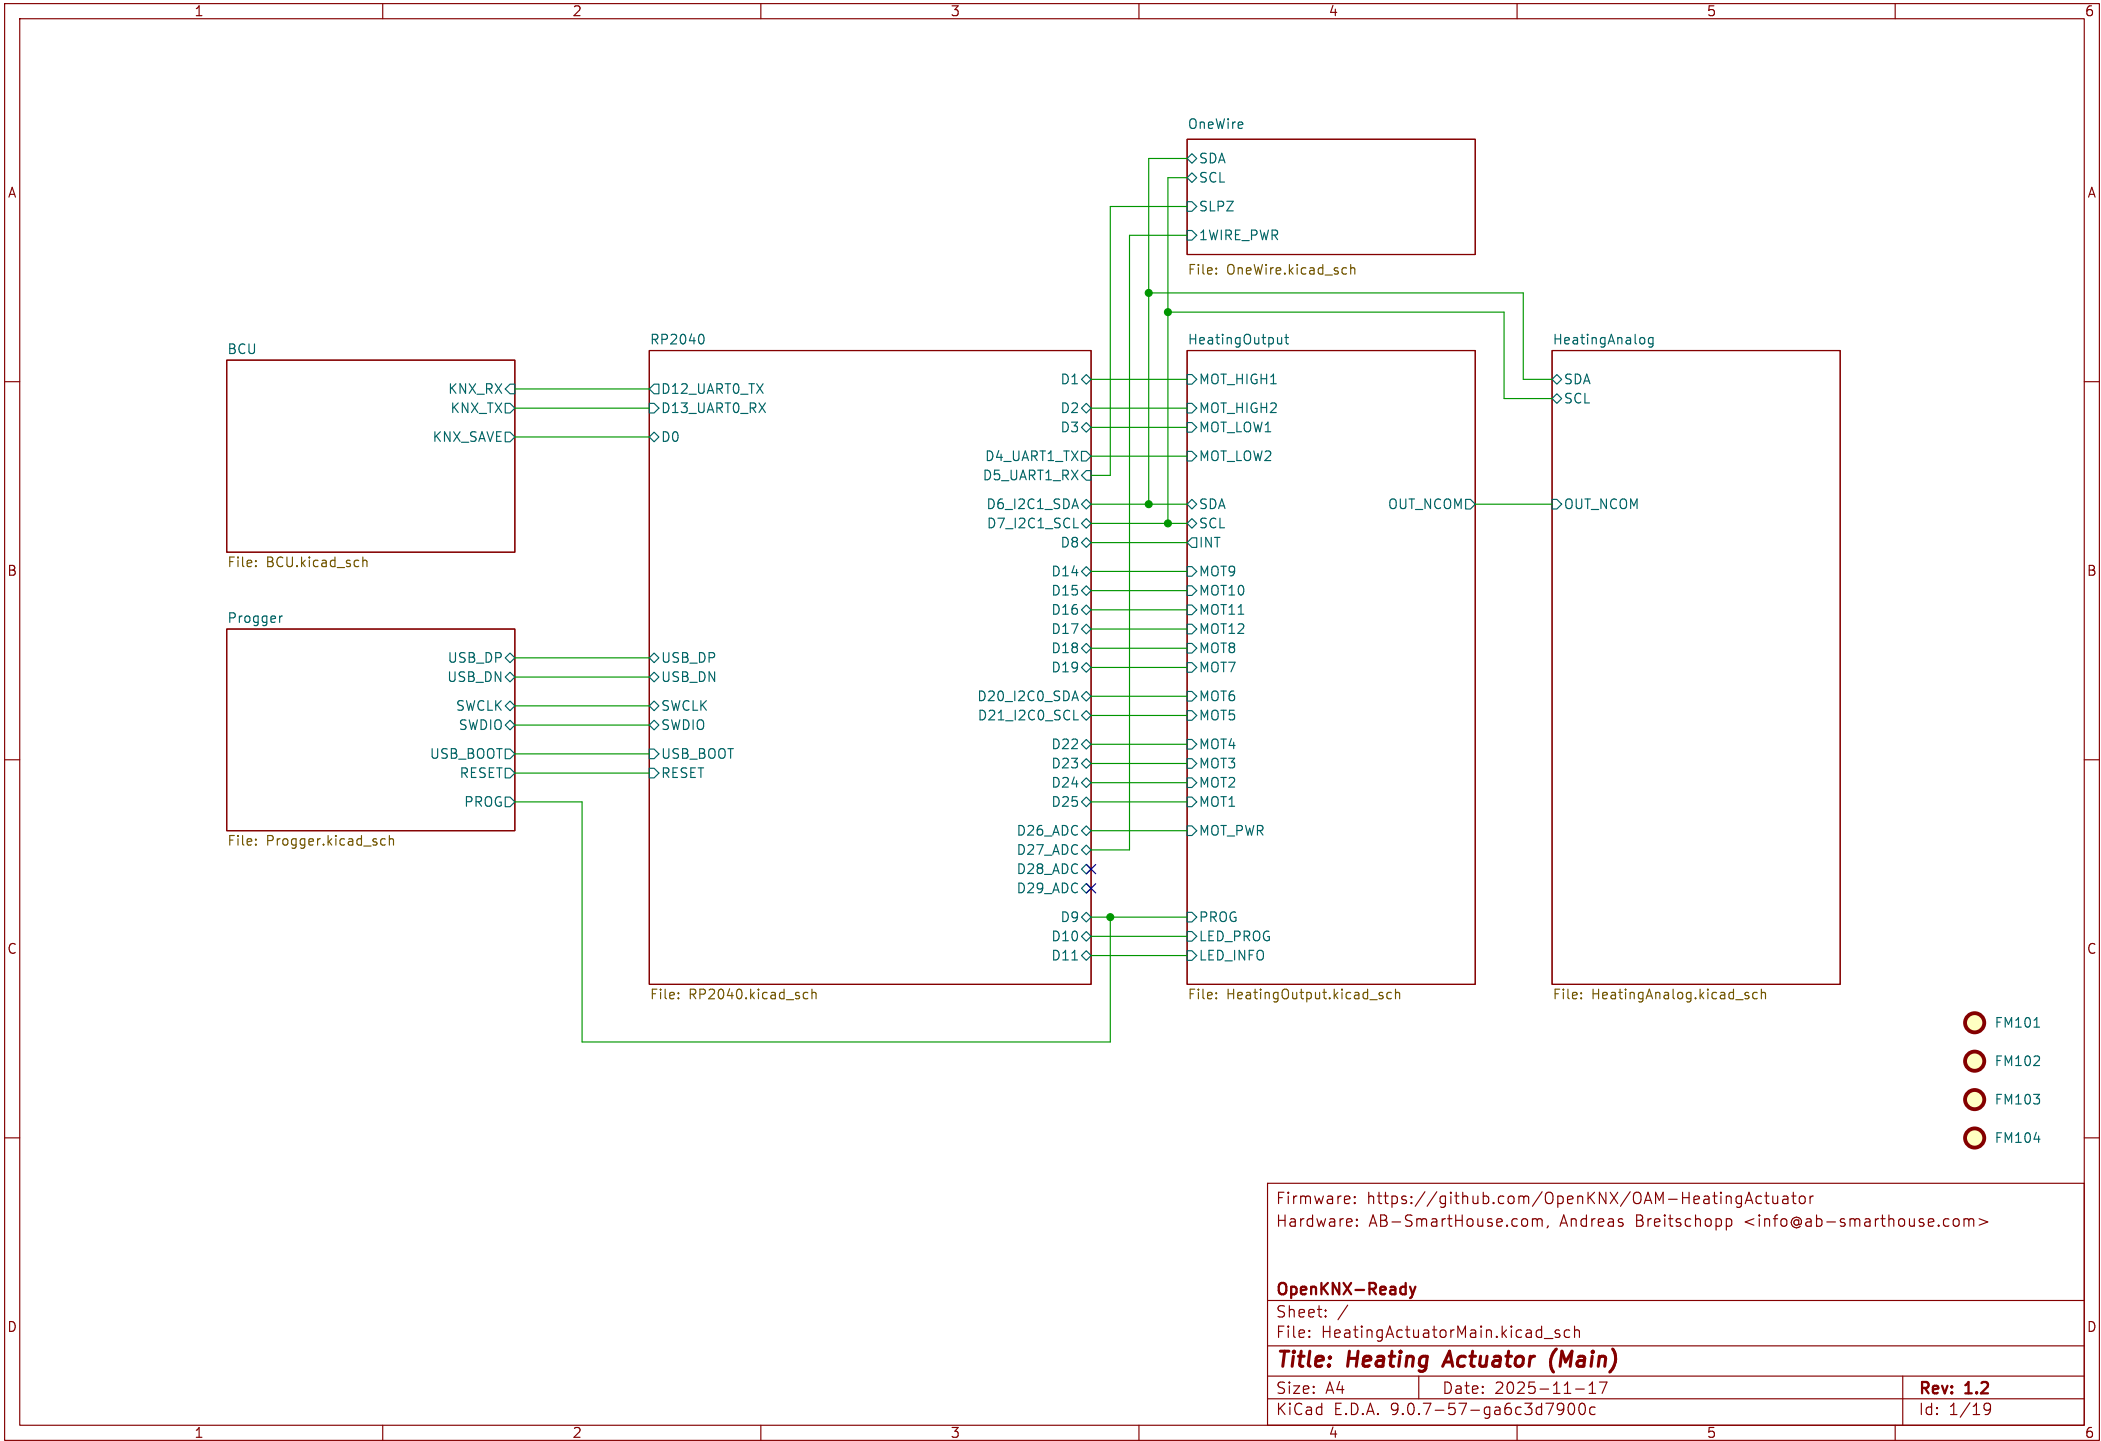 1 2 3 4 5 6
A
B
C
D
OneWire
SDA
SCL
SLPZ
1WIRE_PWR
File: OneWire.kicad_sch
BCU
KNX_RX
KNX_TX
KNX_SAVE
File: BCU.kicad_sch
Progger
USB_DP
USB_DN
SWCLK
SWDIO
USB_BOOT
RESET
PROG
File: Progger.kicad_sch
RP2040
D12_UART0_TX
D13_UART0_RX
D0
USB_DP
USB_DN
SWCLK
SWDIO
USB_BOOT
RESET
D1
D2
D3
D4_UART1_TX
D5_UART1_RX
D6_I2C1_SDA
D7_I2C1_SCL
D8
D14
D15
D16
D17
D18
D19
D20_I2C0_SDA
D21_I2C0_SCL
D22
D23
D24
D25
D26_ADC
D27_ADC
D28_ADC
D29_ADC
D9
D10
D11
File: RP2040.kicad_sch
HeatingOutput
MOT_HIGH1
MOT_HIGH2
MOT_LOW1
MOT_LOW2
SDA
SCL
INT
MOT9
MOT10
MOT11
MOT12
MOT8
MOT7
MOT6
MOT5
MOT4
MOT3
MOT2
MOT1
MOT_PWR
PROG
LED_PROG
LED_INFO
OUT_NCOM
File: HeatingOutput.kicad_sch
HeatingAnalog
SDA
SCL
OUT_NCOM
File: HeatingAnalog.kicad_sch
FM101
FM102
FM103
FM104
Firmware: https://github.com/OpenKNX/OAM-HeatingActuator
Hardware: AB-SmartHouse.com, Andreas Breitschopp <info@ab-smarthouse.com>
OpenKNX-Ready
Sheet: /
File: HeatingActuatorMain.kicad_sch
Title: Heating Actuator (Main)
Size: A4 Date: 2025-11-17 Rev: 1.2
KiCad E.D.A. 9.0.7-57-ga6c3d7900c Id: 1/19
A
B
C
D
1 2 3 4 5 6